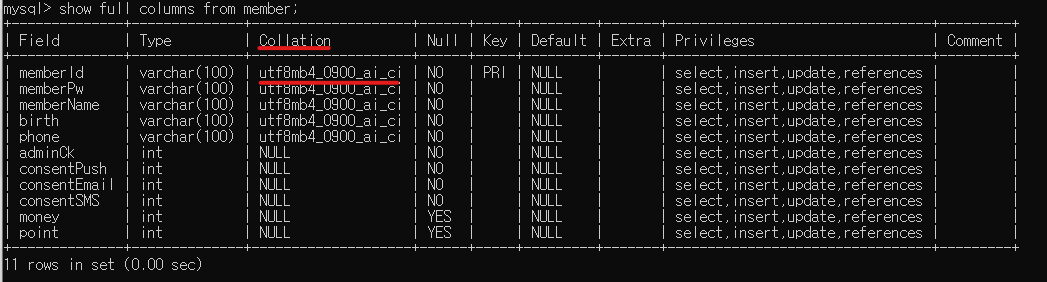 mysql> show full columns from member;
+--------------+--------------+--------------------+------+-----+---------+-------+---------------------------------+---------+
| Field | Type | Collation | Null | Key | Default | Extra | Privileges | Comment |
+--------------+--------------+--------------------+------+-----+---------+-------+---------------------------------+---------+
| memberId | varchar(100) | utf8mb4_0900_ai_ci | NO | PRI | NULL | | select,insert,update,references | |
| memberPw | varchar(100) | utf8mb4_0900_ai_ci | NO | | NULL | | select,insert,update,references | |
| memberName | varchar(100) | utf8mb4_0900_ai_ci | NO | | NULL | | select,insert,update,references | |
| birth | varchar(100) | utf8mb4_0900_ai_ci | NO | | NULL | | select,insert,update,references | |
| phone | varchar(100) | utf8mb4_0900_ai_ci | NO | | NULL | | select,insert,update,references | |
| adminCk | int | NULL | NO | | NULL | | select,insert,update,references | |
| consentPush | int | NULL | NO | | NULL | | select,insert,update,references | |
| consentEmail | int | NULL | NO | | NULL | | select,insert,update,references | |
| consentSMS | int | NULL | NO | | NULL | | select,insert,update,references | |
| money | int | NULL | YES | | NULL | | select,insert,update,references | |
| point | int | NULL | YES | | NULL | | select,insert,update,references | |
+--------------+--------------+--------------------+------+-----+---------+-------+---------------------------------+---------+
11 rows in set (0.00 sec)